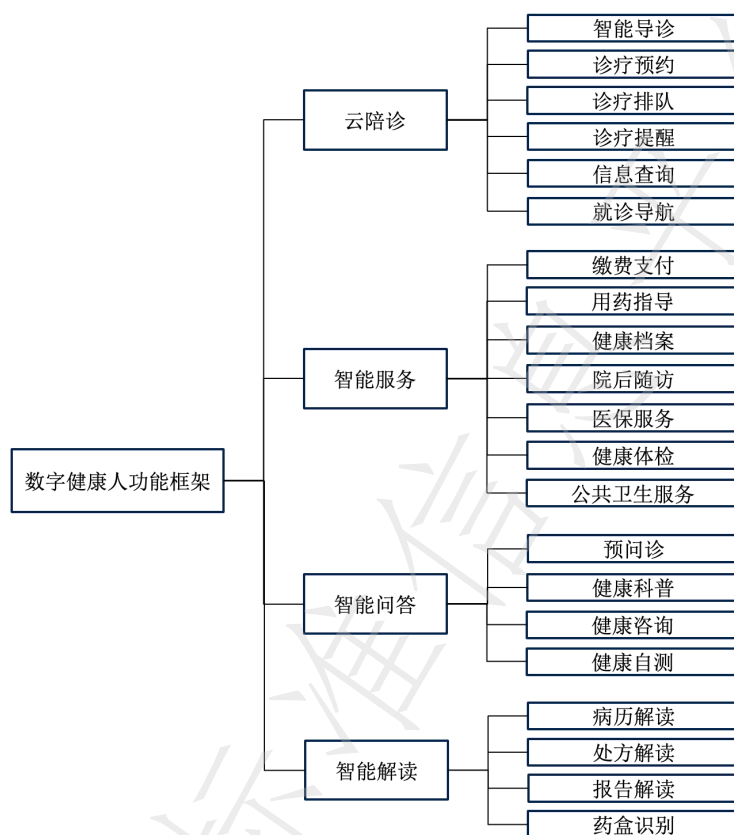 数字健康人功能框架
云陪诊
智能导诊
诊疗预约
诊疗排队
诊疗提醒
信息查询
就诊导航
智能服务
缴费支付
用药指导
健康档案
院后随访
医保服务
健康体检
公共卫生服务
智能问答
预问诊
健康科普
健康咨询
健康自测
智能解读
病历解读
处方解读
报告解读
药盒识别